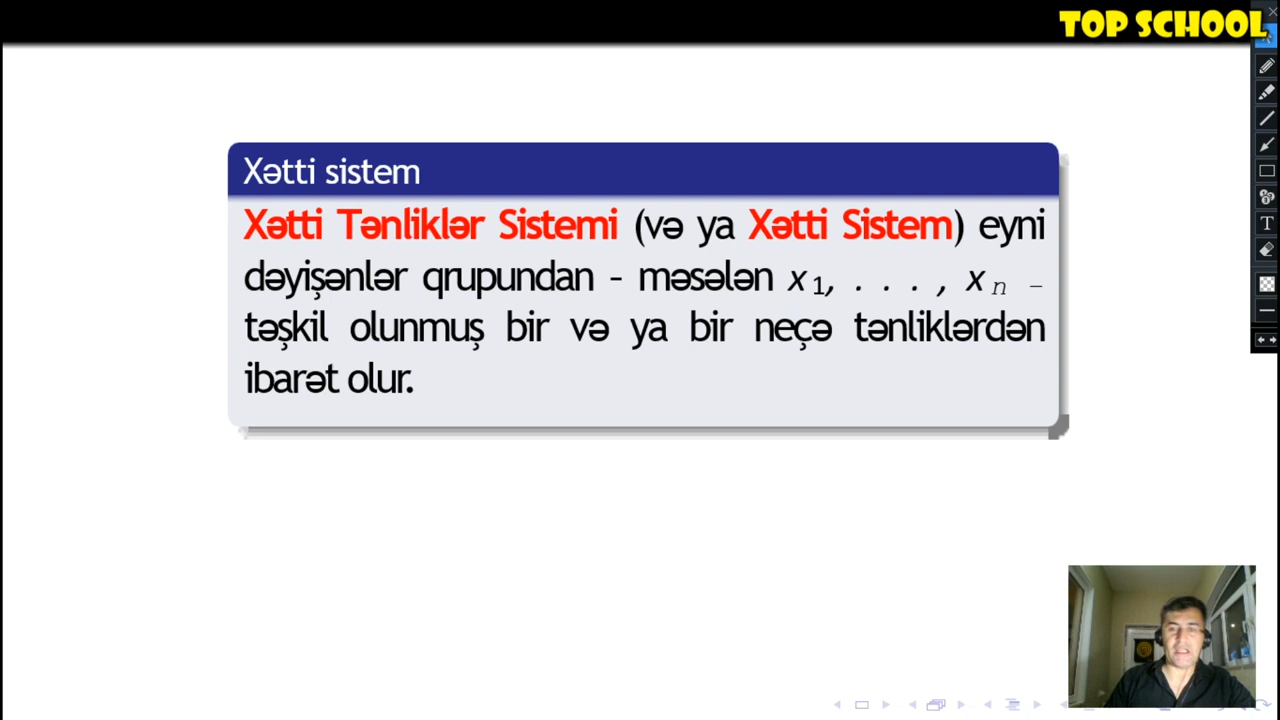 TOP SCHOOL
Xətti sistem
Xətti Tənliklər Sistemi (və ya Xətti Sistem) eyni
dəyişənlər qrupundan - məsələn x₁, . . . , xₙ –
təşkil olunmuş bir və ya bir neçə tənliklərdən
ibarət olur.